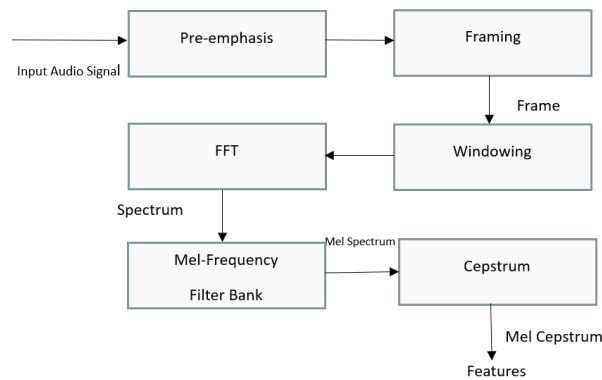 Pre-emphasis
Framing
Input Audio Signal
Frame
FFT
Windowing
Spectrum
Mel-Frequency
Filter Bank
Mel Spectrum
Cepstrum
Mel Cepstrum
Features